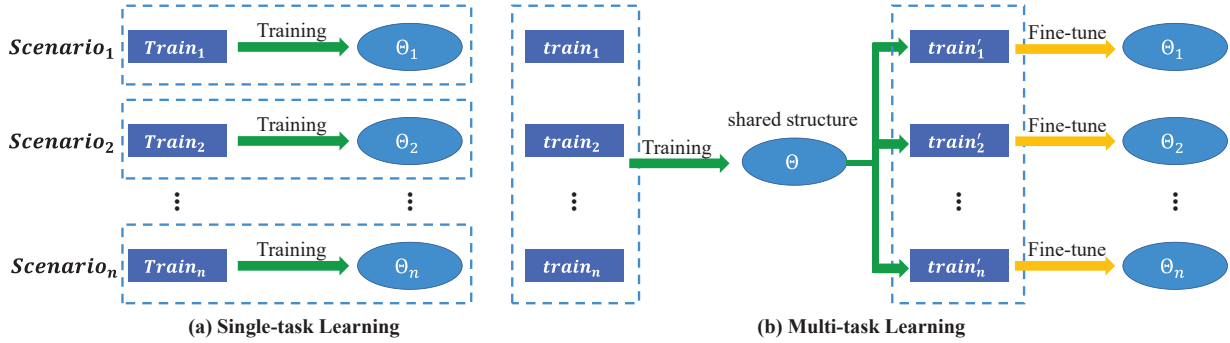 Scenario₁ Train₁ Training Θ₁ train₁ train′₁ Fine-tune Θ₁
Scenario₂ Train₂ Training Θ₂ train₂ Training shared structure Θ train′₂ Fine-tune Θ₂
⋮ ⋮ ⋮ ⋮ ⋮
Scenarioₙ Trainₙ Training Θₙ trainₙ train′ₙ Fine-tune Θₙ
(a) Single-task Learning (b) Multi-task Learning